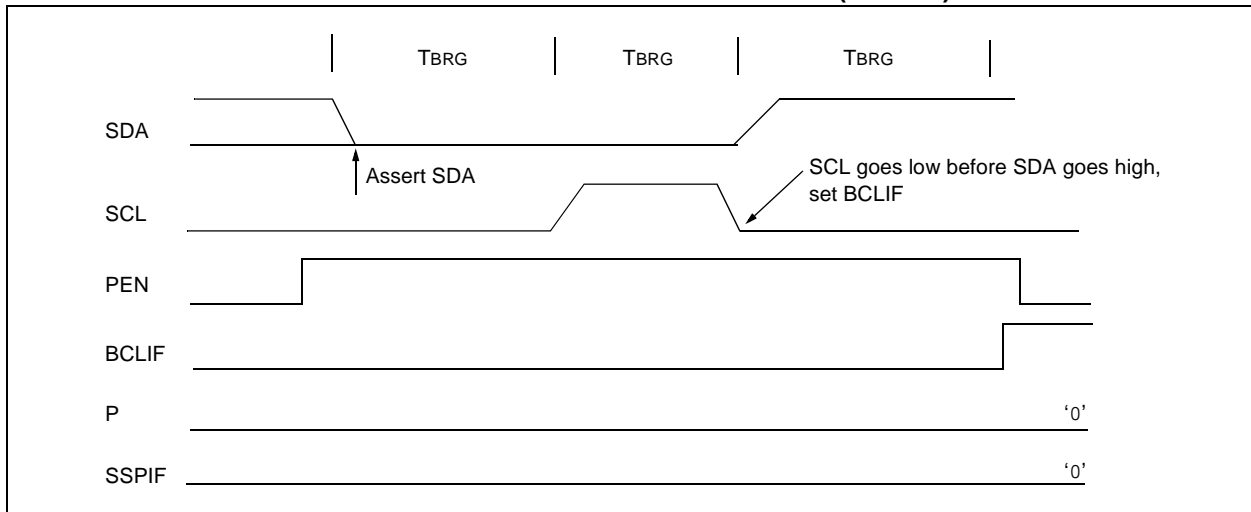 TBRG TBRG TBRG
SDA
Assert SDA
SCL goes low before SDA goes high,
set BCLIF
SCL
PEN
BCLIF
P
‘0’
SSPIF
‘0’